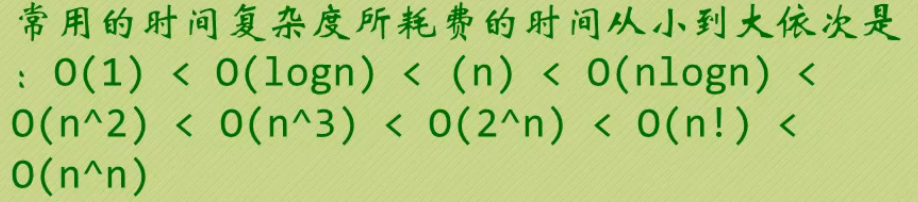 常用的时间复杂度所耗费的时间从小到大依次是
：O(1) < O(logn) < (n) < O(nlogn) <
O(n^2) < O(n^3) < O(2^n) < O(n!) <
O(n^n)